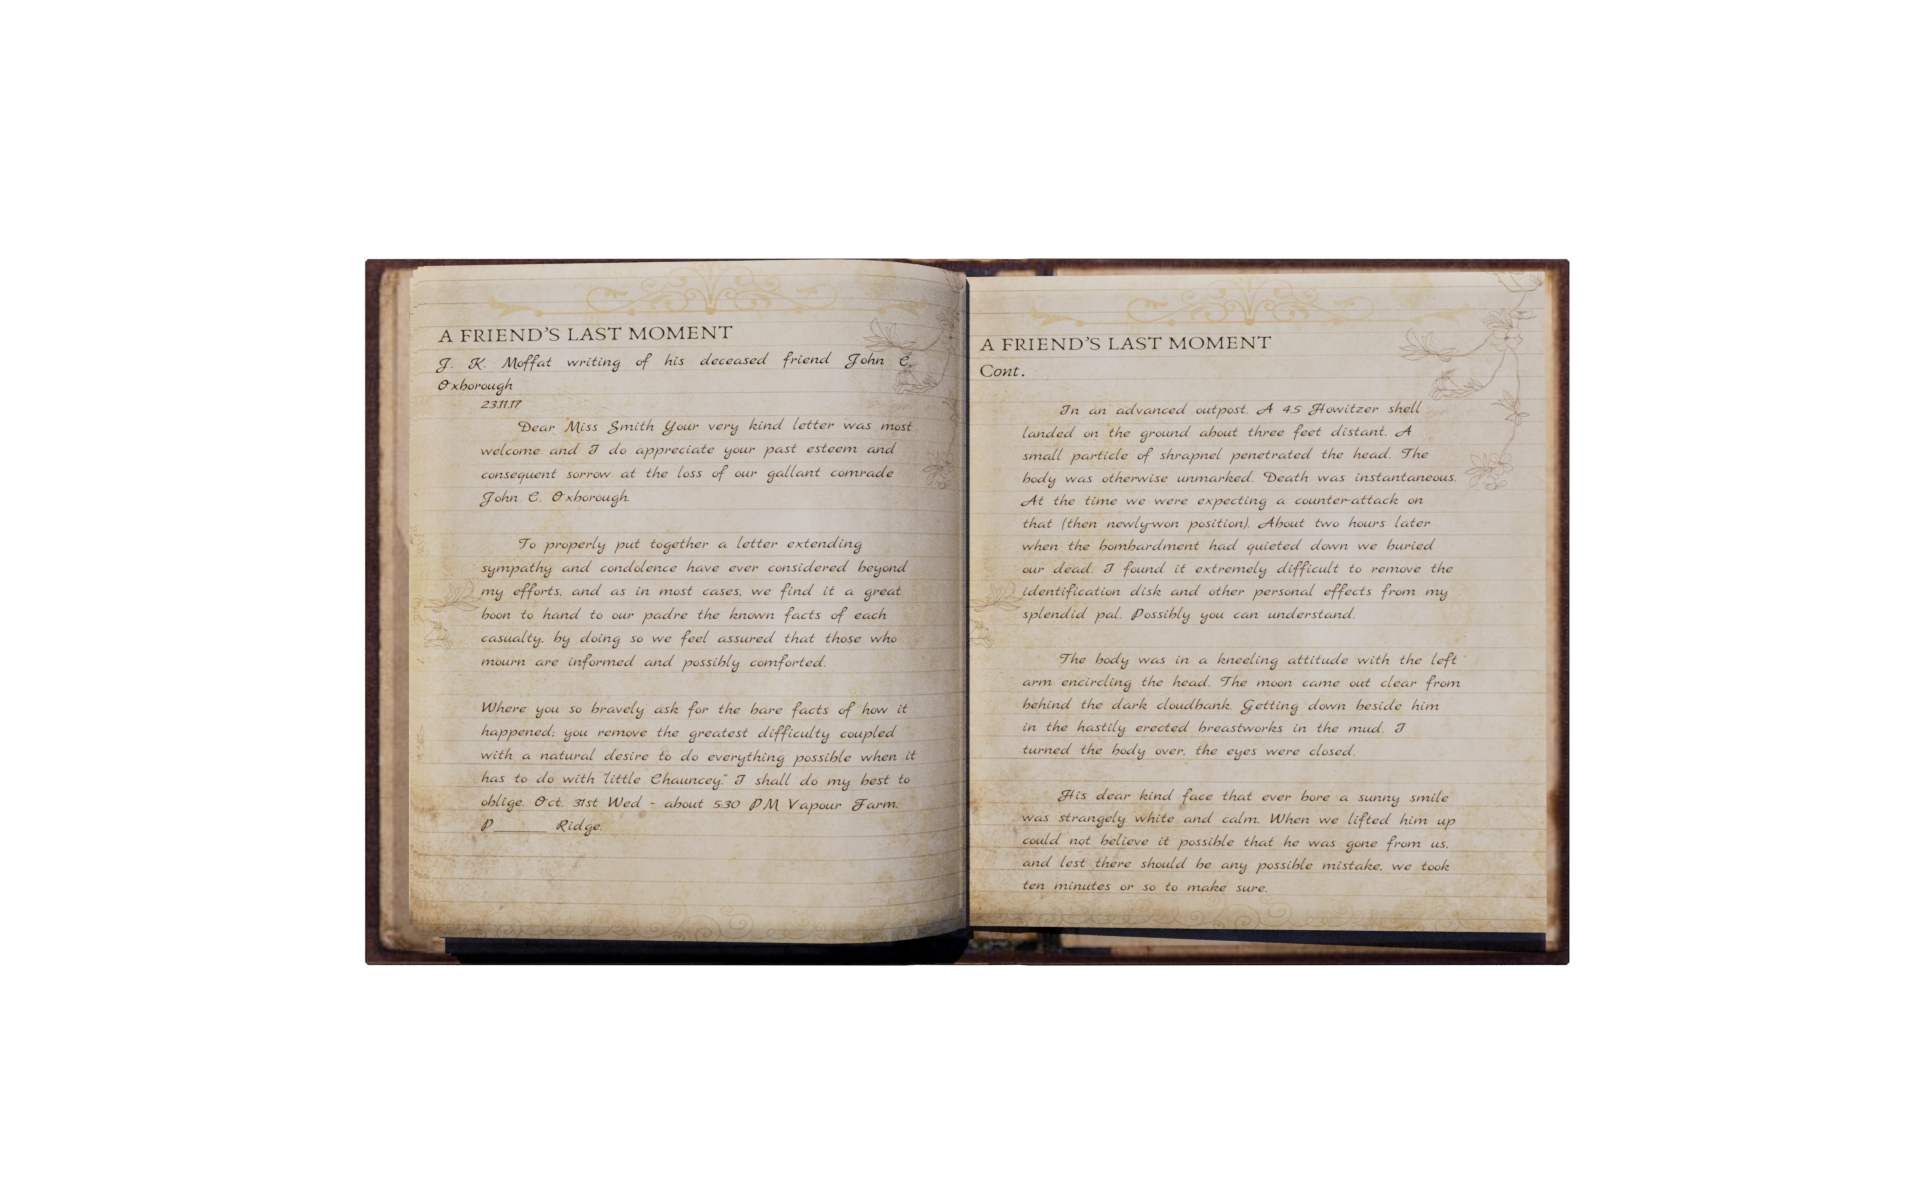 A FRIEND'S LAST MOMENT
J. K. Moffat writing of his deceased friend John C.
Oxborough
23.11.17
Dear Miss Smith Your very kind letter was most
welcome and I do appreciate your past esteem and
consequent sorrow at the loss of our gallant comrade
John C. Oxborough.
To properly put together a letter extending
sympathy and condolence have ever considered beyond
my efforts, and as in most cases, we find it a great
boon to hand to our padre the known facts of each
casualty, by doing so we feel assured that those who
mourn are informed and possibly comforted.
Where you so bravely ask for the bare facts of how it
happened; you remove the greatest difficulty coupled
with a natural desire to do everything possible when it
has to do with "little Chauncey." I shall do my best to
oblige. Oct. 31st Wed - about 5:30 P.M. Vapour Farm.
P______ Ridge.
A FRIEND'S LAST MOMENT
Cont.
In an advanced outpost. A 4.5 Howitzer shell
landed on the ground about three feet distant. A
small particle of shrapnel penetrated the head. The
body was otherwise unmarked. Death was instantaneous.
At the time we were expecting a counter-attack on
that (then newly-won position). About two hours later
when the bombardment had quieted down we buried
our dead. I found it extremely difficult to remove the
identification disk and other personal effects from my
splendid pal. Possibly you can understand.
The body was in a kneeling attitude with the left
arm encircling the head. The moon came out clear from
behind the dark cloudbank. Getting down beside him
in the hastily erected breastworks in the mud. I
turned the body over, the eyes were closed.
His dear kind face that ever bore a sunny smile
was strangely white and calm. When we lifted him up
could not believe it possible that he was gone from us,
and lest there should be any possible mistake, we took
ten minutes or so to make sure.